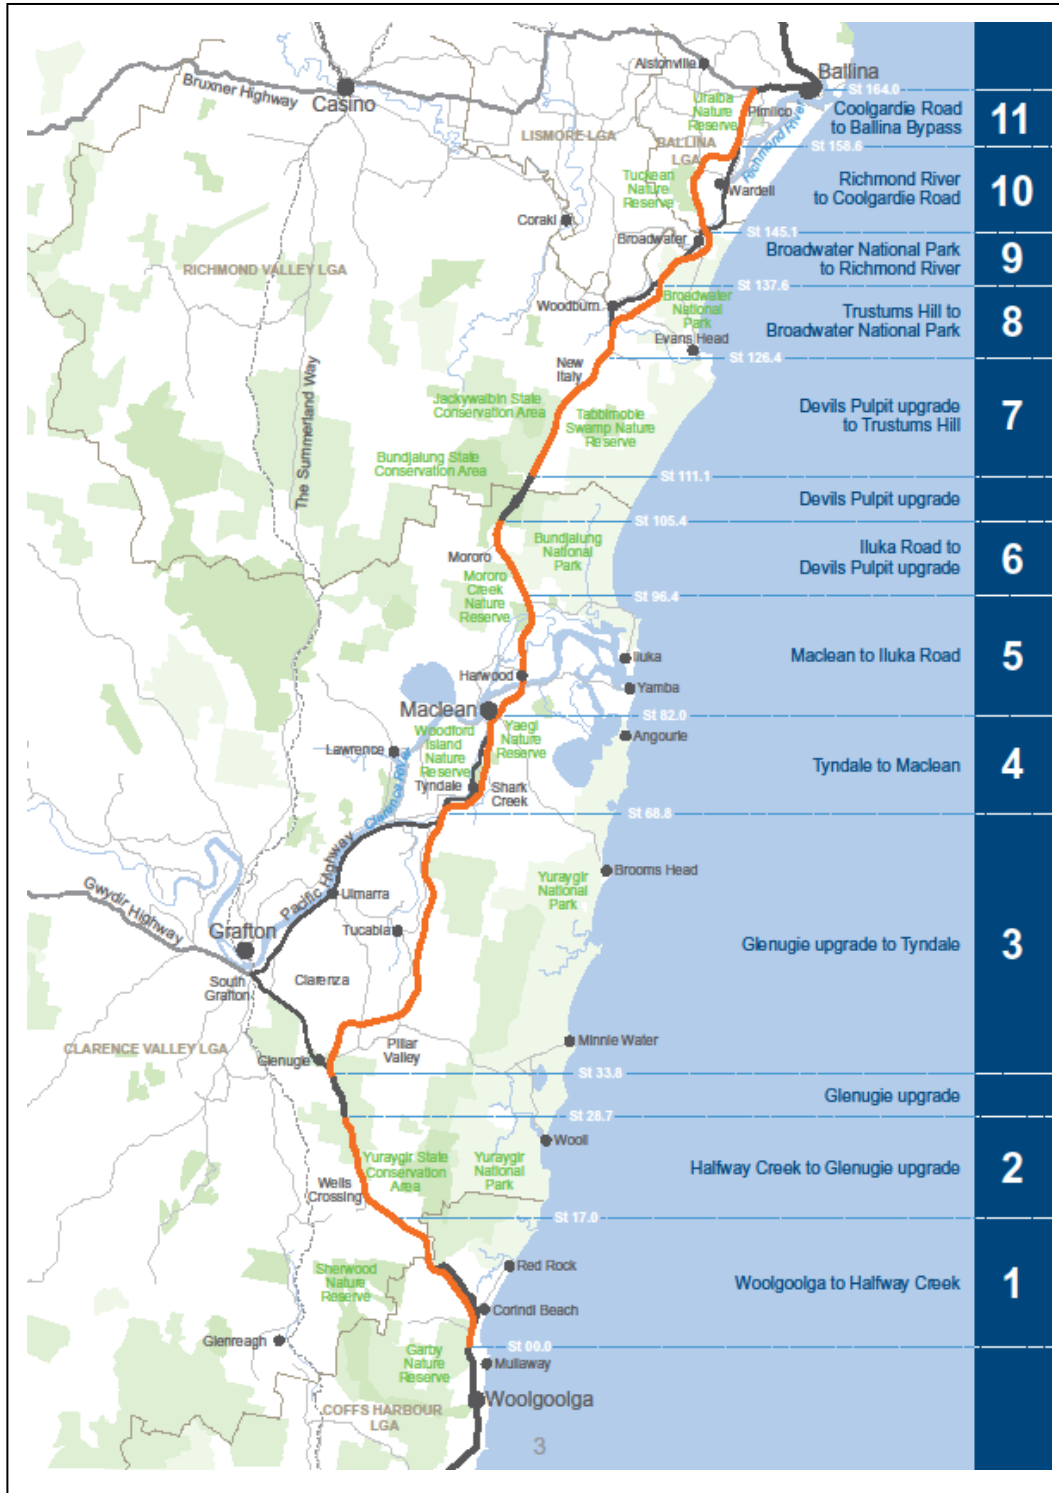 Alstonville
Ballina
Bruxner Highway
Casino
St 164.0
Uralba
Nature
Reserve
Pimlico
Coolgardie Road
to Ballina Bypass
11
LISMORE LGA
BALLINA
LGA
Richmond River
St 158.6
Tuckean
Nature
Reserve
Wardell
Richmond River
to Coolgardie Road
10
Coraki
Broadwater
St 145.1
Broadwater National Park
to Richmond River
9
RICHMOND VALLEY LGA
St 137.6
Woodburn
Broadwater
National
Park
Trustums Hill to
Broadwater National Park
8
Evans Head
St 126.4
New
Italy
The Summerland Way
Jackywalbin State
Conservation Area
Tabbimoble
Swamp Nature
Reserve
Devils Pulpit upgrade
to Trustums Hill
7
Bundjalung State
Conservation Area
St 111.1
Devils Pulpit upgrade
St 105.4
Bundjalung
National
Park
Mororo
Iluka Road to
Devils Pulpit upgrade
6
Mororo
Creek
Nature
Reserve
St 96.4
Iluka
Maclean to Iluka Road
5
Harwood
Yamba
Maclean
St 82.0
Woodford
Island
Nature
Reserve
Yaegl
Nature
Reserve
Angourie
Lawrence
Clarence River
Tyndale
Shark
Creek
Tyndale to Maclean
4
St 68.8
Pacific Highway
Brooms Head
Gwydir Highway
Ulmarra
Yuraygir
National
Park
Grafton
Tucabia
Glenugie upgrade to Tyndale
3
South
Grafton
Clarenza
CLARENCE VALLEY LGA
Glenugie
Pillar
Valley
Minnie Water
St 33.8
Glenugie upgrade
St 28.7
Wooli
Yuraygir State
Conservation
Area
Yuraygir
National
Park
Halfway Creek to Glenugie upgrade
2
Wells
Crossing
St 17.0
Sherwood
Nature
Reserve
Red Rock
Woolgoolga to Halfway Creek
1
Corindi Beach
Glenreagh
St 00.0
Garby
Nature
Reserve
Mullaway
Woolgoolga
COFFS HARBOUR
LGA
3